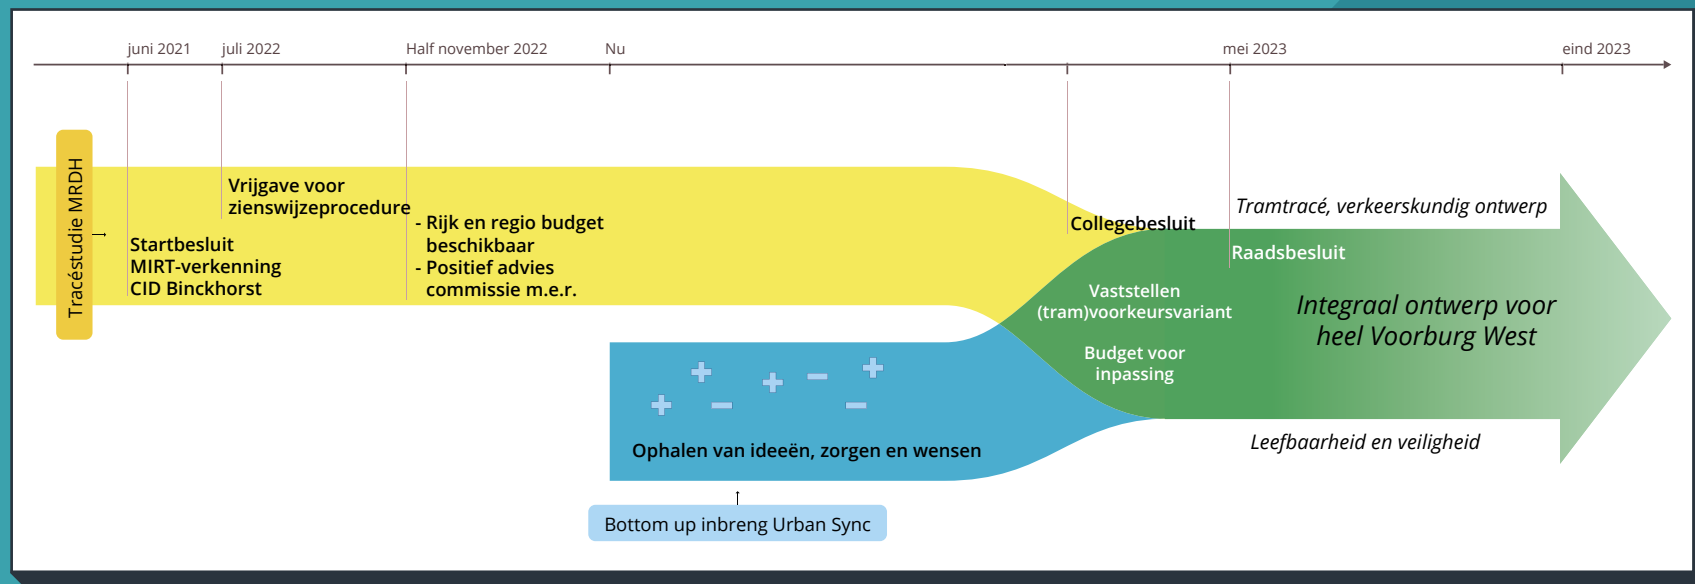 juni 2021
juli 2022
Half november 2022
Nu
mei 2023
eind 2023
Tracéstudie MRDH
Vrijgave voor
zienswijzeprocedure
Startbesluit
MIRT-verkenning
CID Binckhorst
- Rijk en regio budget
beschikbaar
- Positief advies
commissie m.e.r.
Collegebesluit
Tramtracé, verkeerskundig ontwerp
Raadsbesluit
Vaststellen
(tram)voorkeursvariant
Budget voor
inpassing
Integraal ontwerp voor
heel Voorburg West
Leefbaarheid en veiligheid
Ophalen van ideeën, zorgen en wensen
Bottom up inbreng Urban Sync